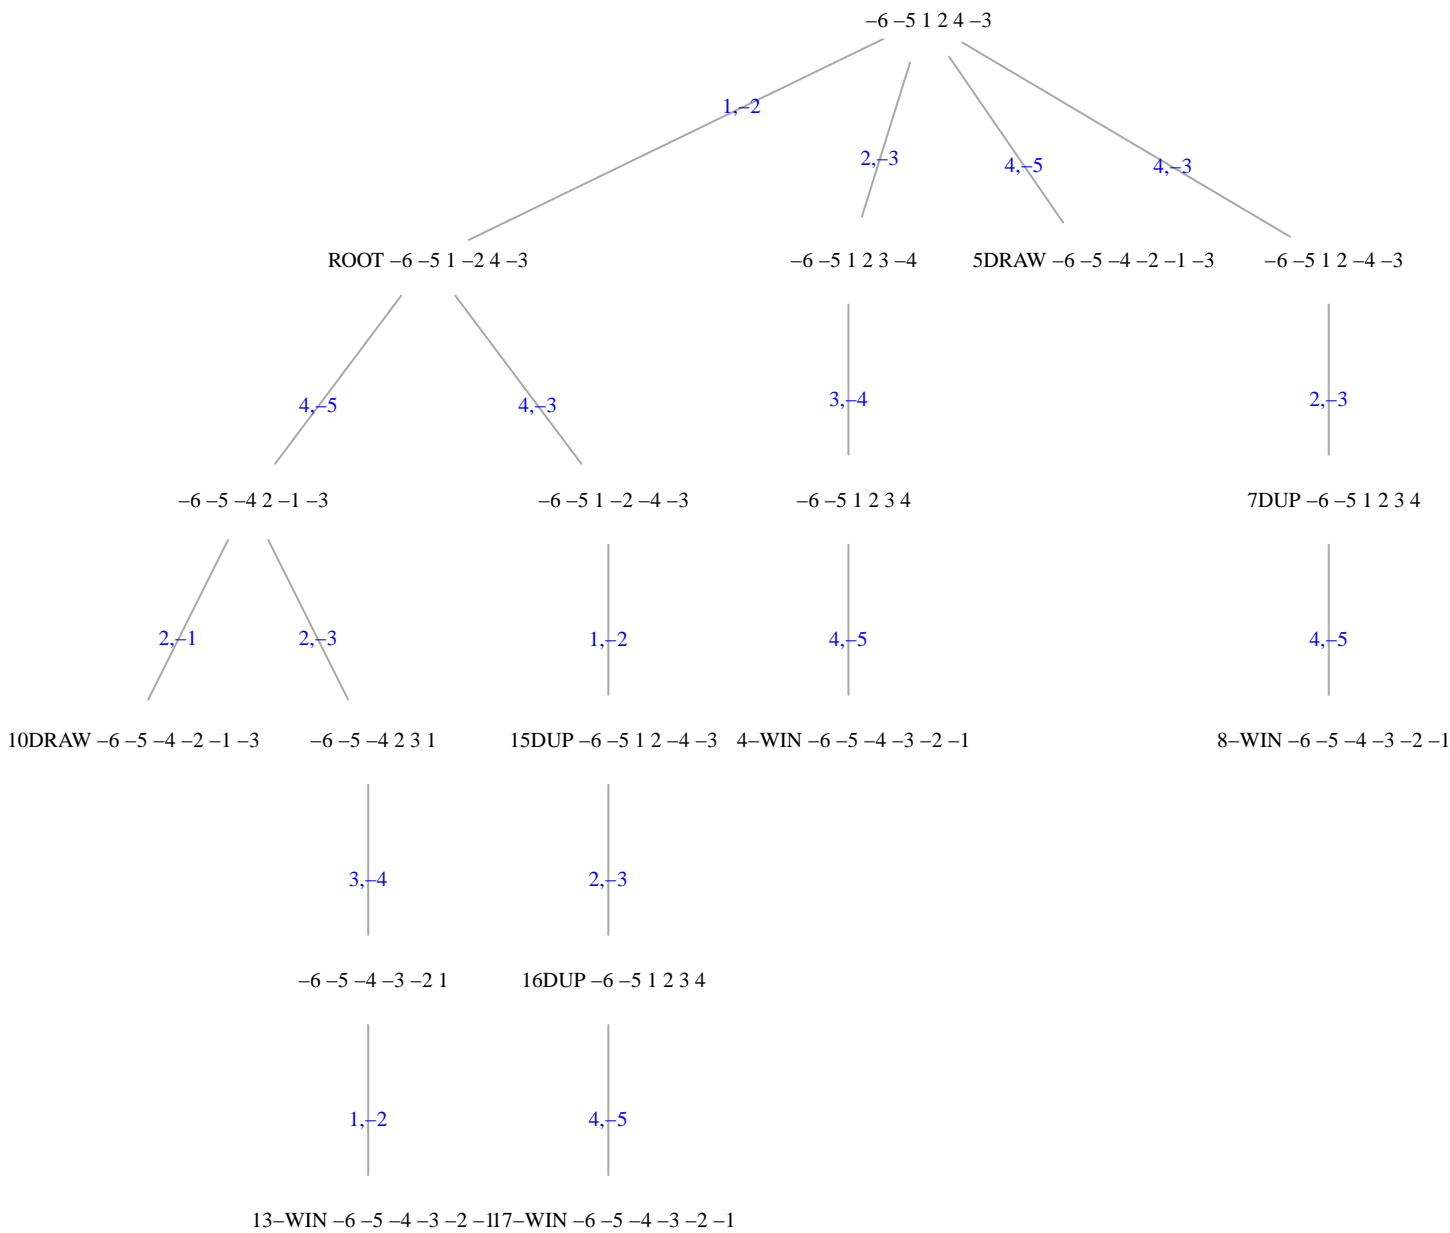 −6 −5 1 2 4 −3
1,−2
2,−3
4,−5
4,−3
ROOT −6 −5 1 −2 4 −3
−6 −5 1 2 3 −4
5DRAW −6 −5 −4 −2 −1 −3
−6 −5 1 2 −4 −3
4,−5
4,−3
3,−4
2,−3
−6 −5 −4 2 −1 −3
−6 −5 1 −2 −4 −3
−6 −5 1 2 3 4
7DUP −6 −5 1 2 3 4
2,−1
2,−3
1,−2
4,−5
4,−5
10DRAW −6 −5 −4 −2 −1 −3
−6 −5 −4 2 3 1
15DUP −6 −5 1 2 −4 −3
4−WIN −6 −5 −4 −3 −2 −1
8−WIN −6 −5 −4 −3 −2 −1
3,−4
2,−3
−6 −5 −4 −3 −2 1
16DUP −6 −5 1 2 3 4
1,−2
4,−5
13−WIN −6 −5 −4 −3 −2 −1
17−WIN −6 −5 −4 −3 −2 −1